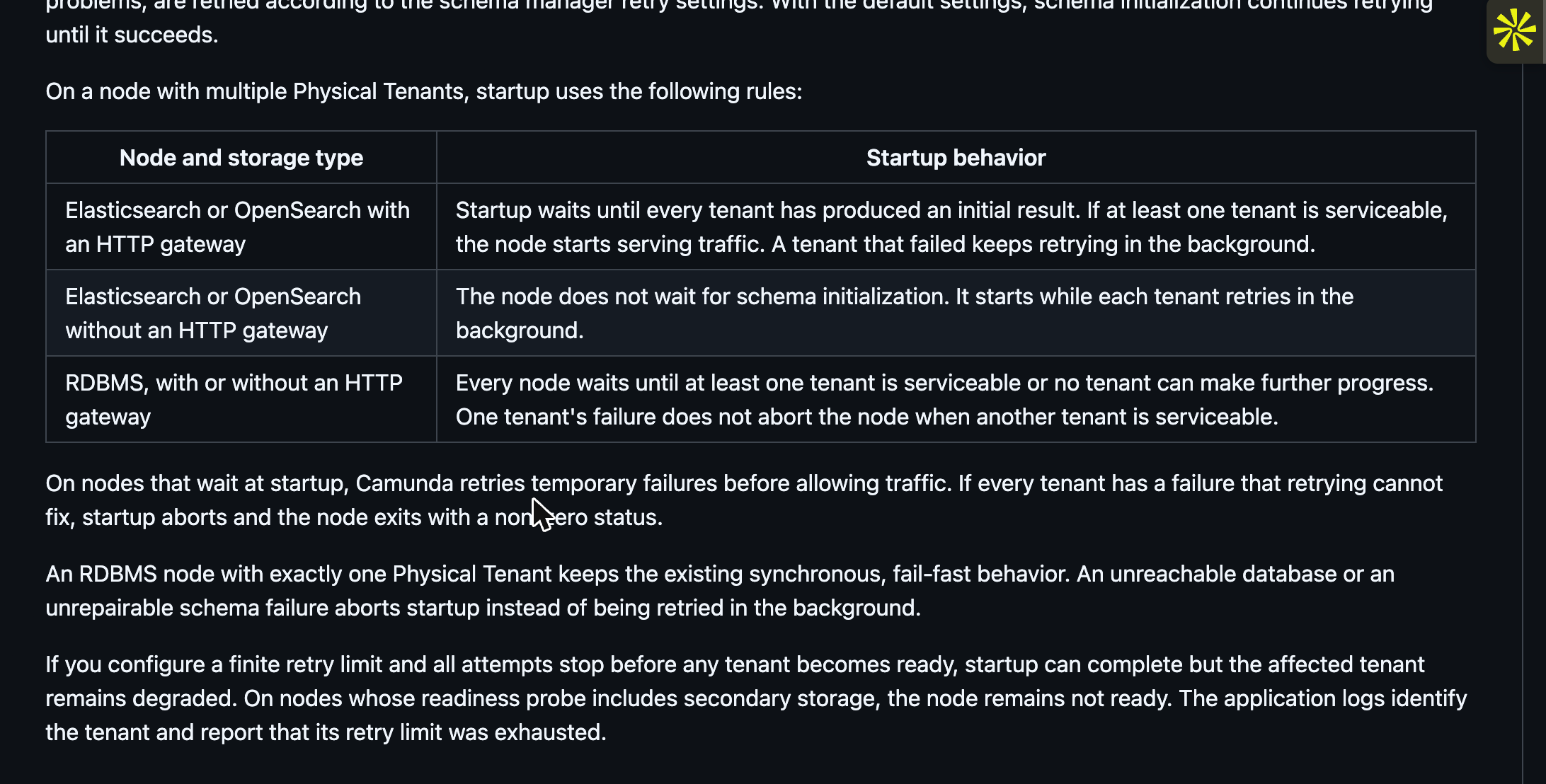 problems, are retried according to the schema manager retry settings. With the default settings, schema initialization continues retrying
until it succeeds.
On a node with multiple Physical Tenants, startup uses the following rules:
Node and storage type
Startup behavior
Elasticsearch or OpenSearch with
an HTTP gateway
Startup waits until every tenant has produced an initial result. If at least one tenant is serviceable,
the node starts serving traffic. A tenant that failed keeps retrying in the background.
Elasticsearch or OpenSearch
without an HTTP gateway
The node does not wait for schema initialization. It starts while each tenant retries in the
background.
RDBMS, with or without an HTTP
gateway
Every node waits until at least one tenant is serviceable or no tenant can make further progress.
One tenant's failure does not abort the node when another tenant is serviceable.
On nodes that wait at startup, Camunda retries temporary failures before allowing traffic. If every tenant has a failure that retrying cannot
fix, startup aborts and the node exits with a non-zero status.
An RDBMS node with exactly one Physical Tenant keeps the existing synchronous, fail-fast behavior. An unreachable database or an
unrepairable schema failure aborts startup instead of being retried in the background.
If you configure a finite retry limit and all attempts stop before any tenant becomes ready, startup can complete but the affected tenant
remains degraded. On nodes whose readiness probe includes secondary storage, the node remains not ready. The application logs identify
the tenant and report that its retry limit was exhausted.